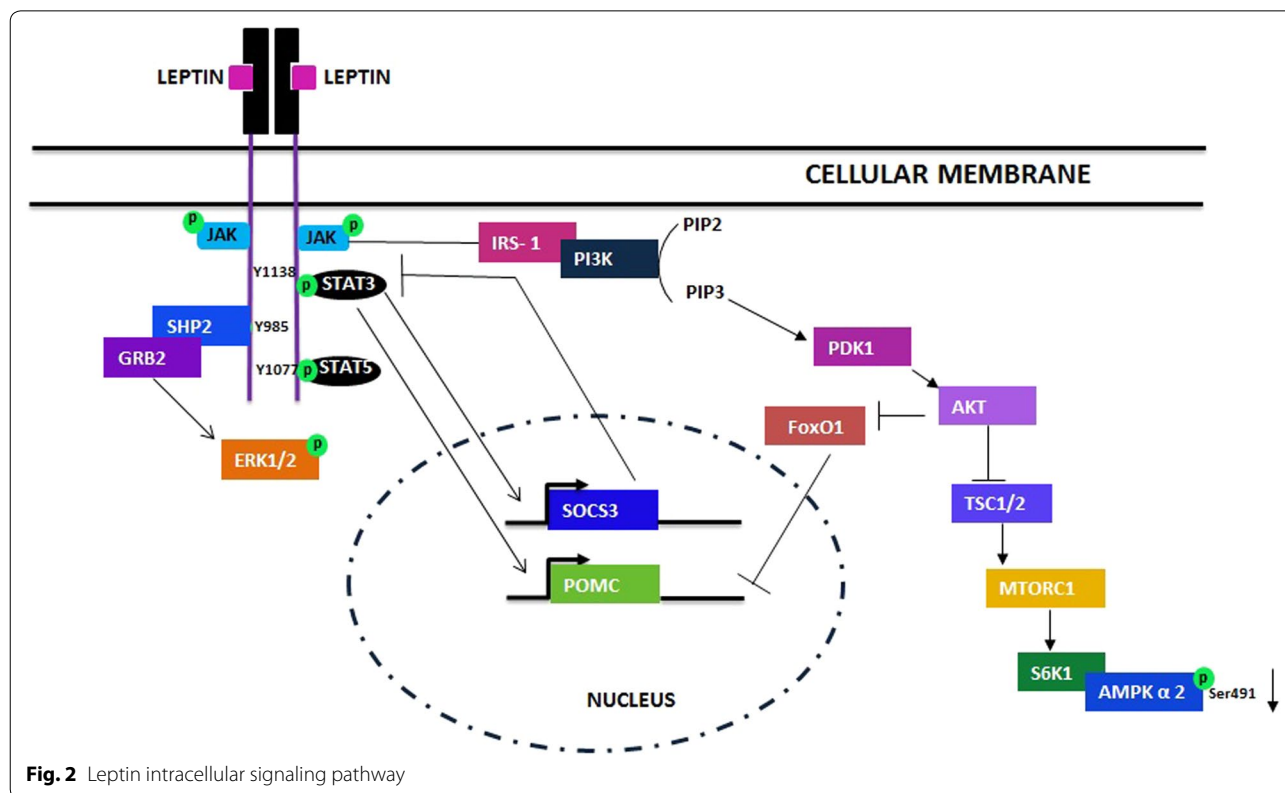 LEPTIN
LEPTIN
CELLULAR MEMBRANE
p
JAK
JAK
p
IRS- 1
PI3K
PIP2
PIP3
Y1138
p
STAT3
SHP2
Y985
GRB2
Y1077
p
STAT5
PDK1
AKT
FoxO1
ERK1/2
p
TSC1/2
SOCS3
POMC
MTORC1
S6K1
AMPK α 2
p
Ser491
NUCLEUS
Fig. 2 Leptin intracellular signaling pathway